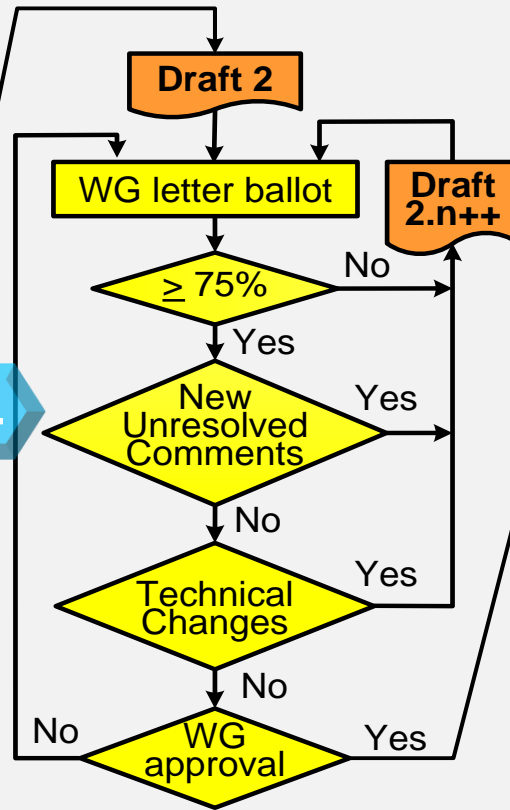 Draft 2
WG letter ballot
Draft
2.n++
≥ 75%
No
Yes
New
Unresolved
Comments
Yes
No
Technical
Changes
Yes
No
No
WG
approval
Yes